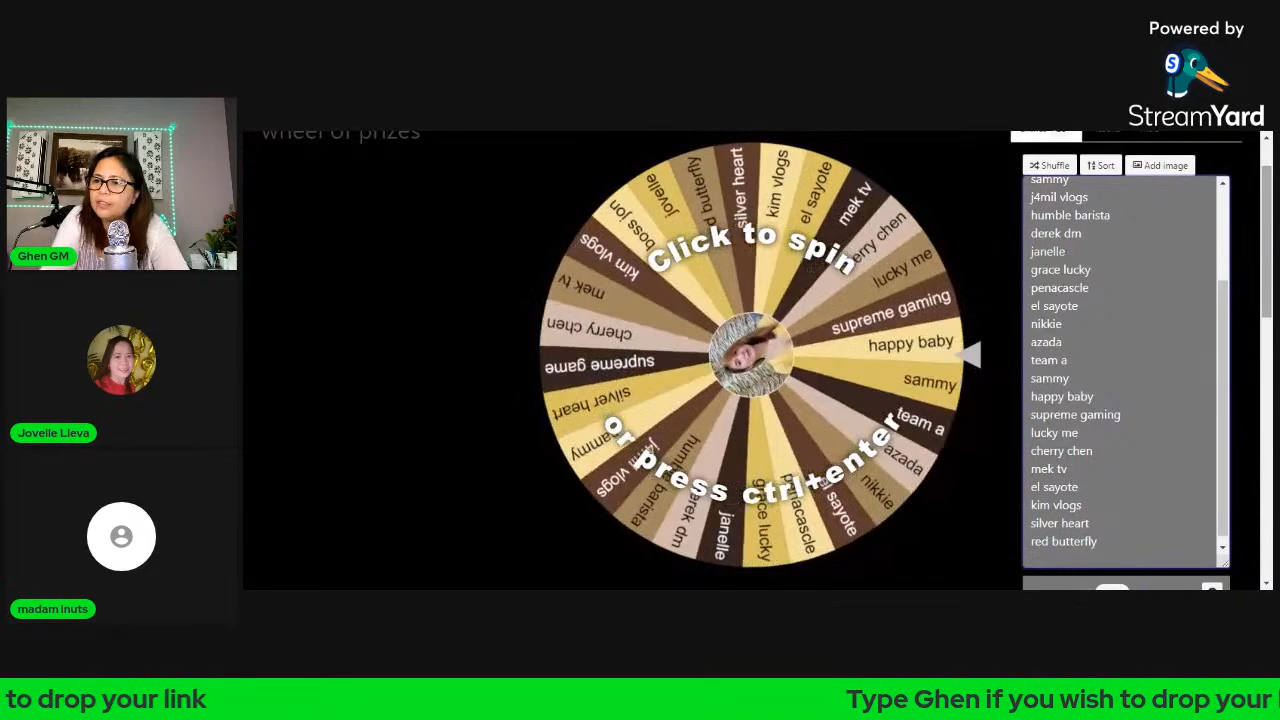 Powered by
StreamYard
wheel of prizes
Shuffle
Sort
Add image
sammy
j4mil vlogs
humble barista
derek dm
janelle
grace lucky
penacascle
el sayote
nikkie
azada
team a
sammy
happy baby
supreme gaming
lucky me
cherry chen
mek tv
el sayote
kim vlogs
silver heart
red butterfly
Click to spin
or press ctrl+enter
jovelle
silver heart
kim vlogs
el sayote
mek tv
lucky me
supreme gaming
happy baby
sammy
team a
azada
nikkie
sayote
grace lucky
janelle
j4mil vlogs
silver heart
supreme game
cherry chen
mek tv
kim vlogs
boss jon
Ghen GM
Jovelle Lleva
madam inuts
to drop your link
Type Ghen if you wish to drop your